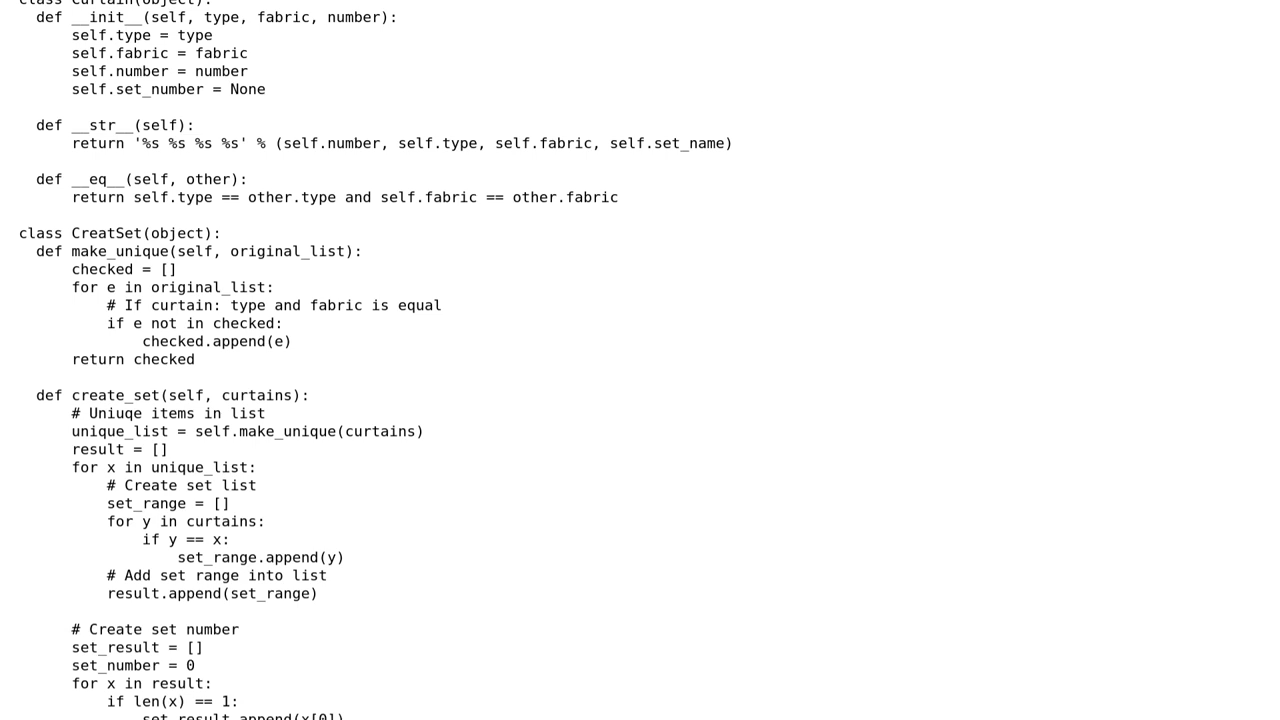 class Curtain(object):
  def __init__(self, type, fabric, number):
      self.type = type
      self.fabric = fabric
      self.number = number
      self.set_number = None

  def __str__(self):
      return '%s %s %s %s' % (self.number, self.type, self.fabric, self.set_name)

  def __eq__(self, other):
      return self.type == other.type and self.fabric == other.fabric

class CreatSet(object):
  def make_unique(self, original_list):
      checked = []
      for e in original_list:
          # If curtain: type and fabric is equal
          if e not in checked:
              checked.append(e)
      return checked

  def create_set(self, curtains):
      # Uniuqe items in list
      unique_list = self.make_unique(curtains)
      result = []
      for x in unique_list:
          # Create set list
          set_range = []
          for y in curtains:
              if y == x:
                  set_range.append(y)
          # Add set range into list
          result.append(set_range)

      # Create set number
      set_result = []
      set_number = 0
      for x in result:
          if len(x) == 1:
              set_result.append(x[0])